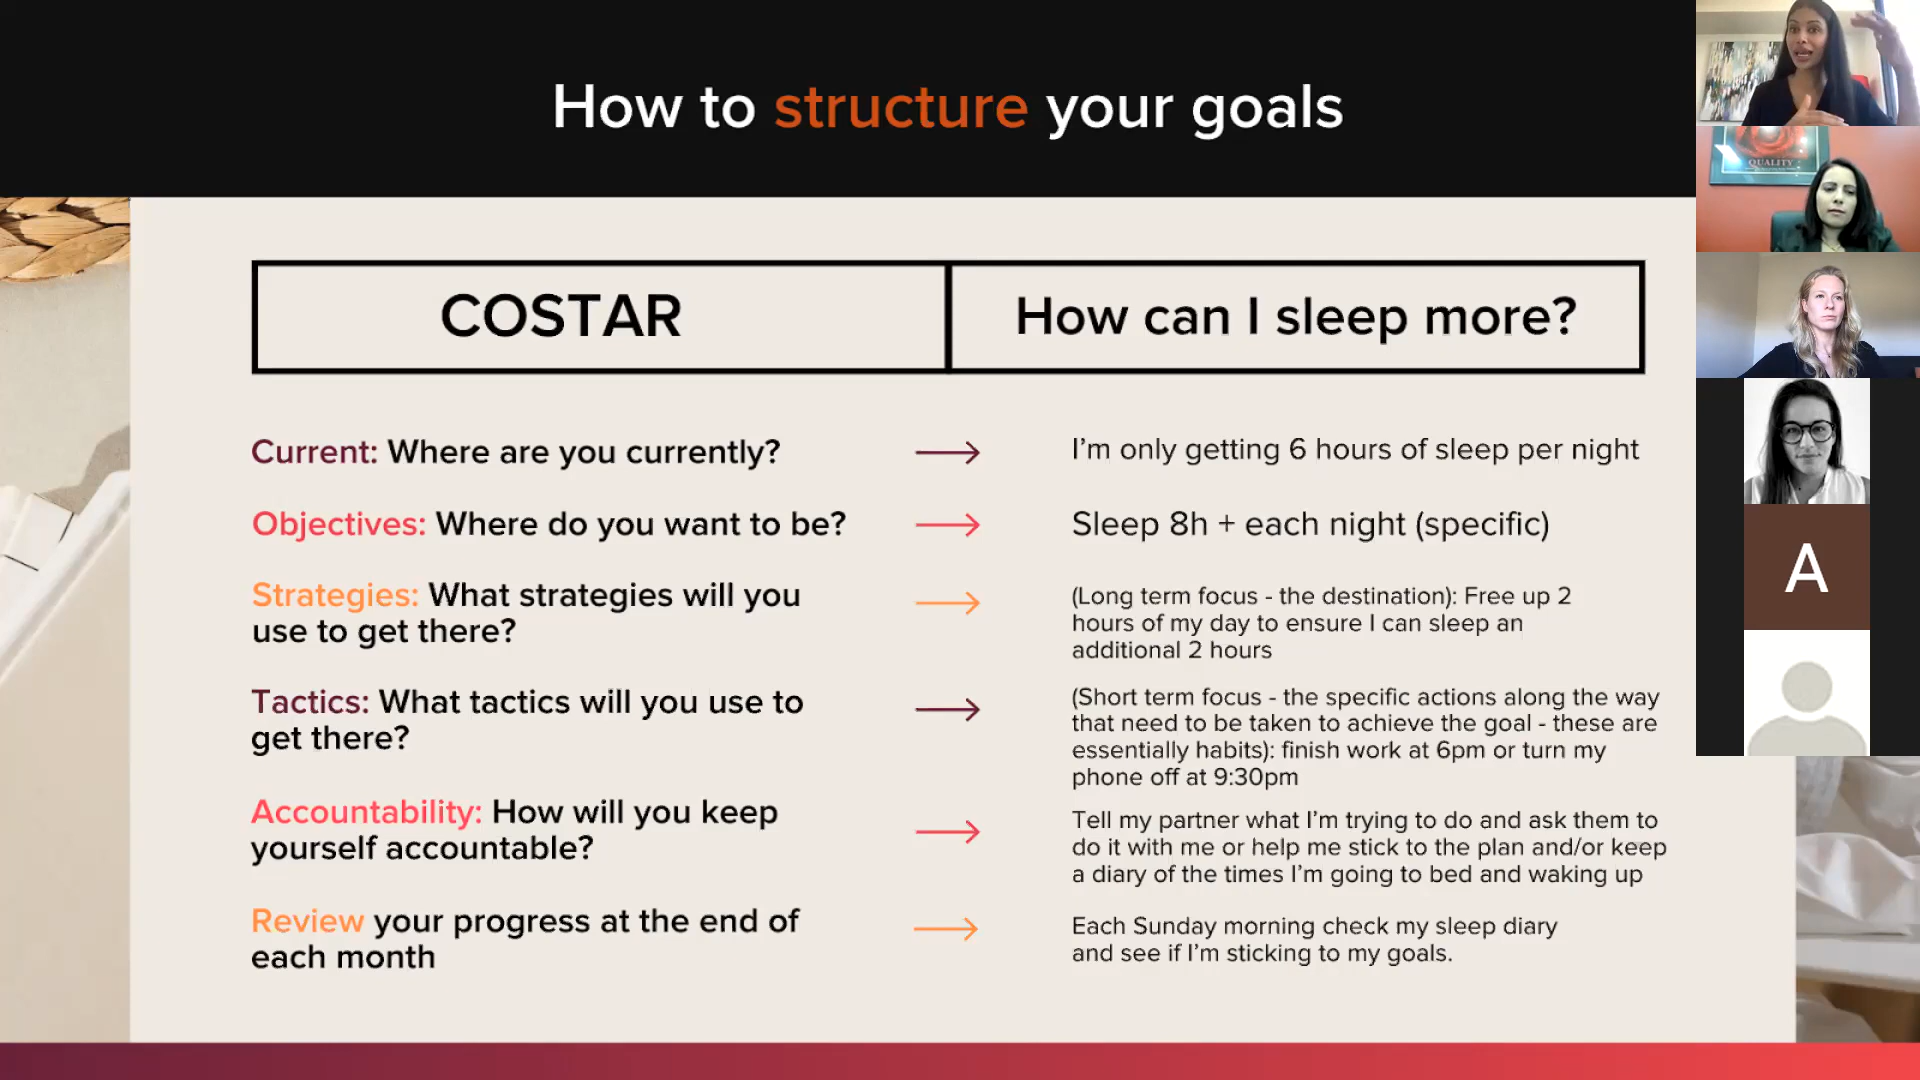 How to structure your goals
COSTAR
How can I sleep more?
Current: Where are you currently?
I'm only getting 6 hours of sleep per night
Objectives: Where do you want to be?
Sleep 8h + each night (specific)
Strategies: What strategies will you
use to get there?
(Long term focus - the destination): Free up 2
hours of my day to ensure I can sleep an
additional 2 hours
Tactics: What tactics will you use to
get there?
(Short term focus - the specific actions along the way
that need to be taken to achieve the goal - these are
essentially habits): finish work at 6pm or turn my
phone off at 9:30pm
Accountability: How will you keep
yourself accountable?
Tell my partner what I'm trying to do and ask them to
do it with me or help me stick to the plan and/or keep
a diary of the times I'm going to bed and waking up
Review your progress at the end of
each month
Each Sunday morning check my sleep diary
and see if I'm sticking to my goals.
QUALITY
A